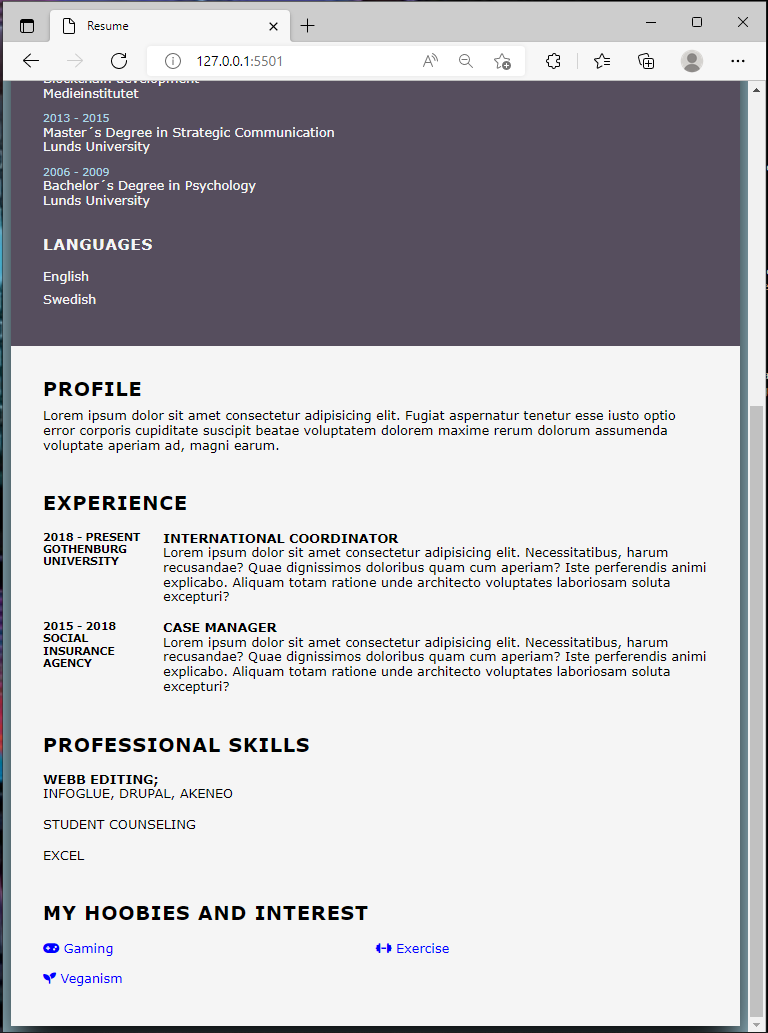 Resume
127.0.0.1:5501
Blockchain development
Medieinstitutet
2013 - 2015
Master´s Degree in Strategic Communication
Lunds University
2006 - 2009
Bachelor´s Degree in Psychology
Lunds University
LANGUAGES
English
Swedish
PROFILE
Lorem ipsum dolor sit amet consectetur adipisicing elit. Fugiat aspernatur tenetur esse iusto optio
error corporis cupiditate suscipit beatae voluptatem dolorem maxime rerum dolorum assumenda
voluptate aperiam ad, magni earum.
EXPERIENCE
2018 - PRESENT
GOTHENBURG
UNIVERSITY
INTERNATIONAL COORDINATOR
Lorem ipsum dolor sit amet consectetur adipisicing elit. Necessitatibus, harum
recusandae? Quae dignissimos doloribus quam cum aperiam? Iste perferendis animi
explicabo. Aliquam totam ratione unde architecto voluptates laboriosam soluta
excepturi?
2015 - 2018
SOCIAL
INSURANCE
AGENCY
CASE MANAGER
Lorem ipsum dolor sit amet consectetur adipisicing elit. Necessitatibus, harum
recusandae? Quae dignissimos doloribus quam cum aperiam? Iste perferendis animi
explicabo. Aliquam totam ratione unde architecto voluptates laboriosam soluta
excepturi?
PROFESSIONAL SKILLS
WEBB EDITING;
INFOGLUE, DRUPAL, AKENEO
STUDENT COUNSELING
EXCEL
MY HOOBIES AND INTEREST
Gaming
Exercise
Veganism